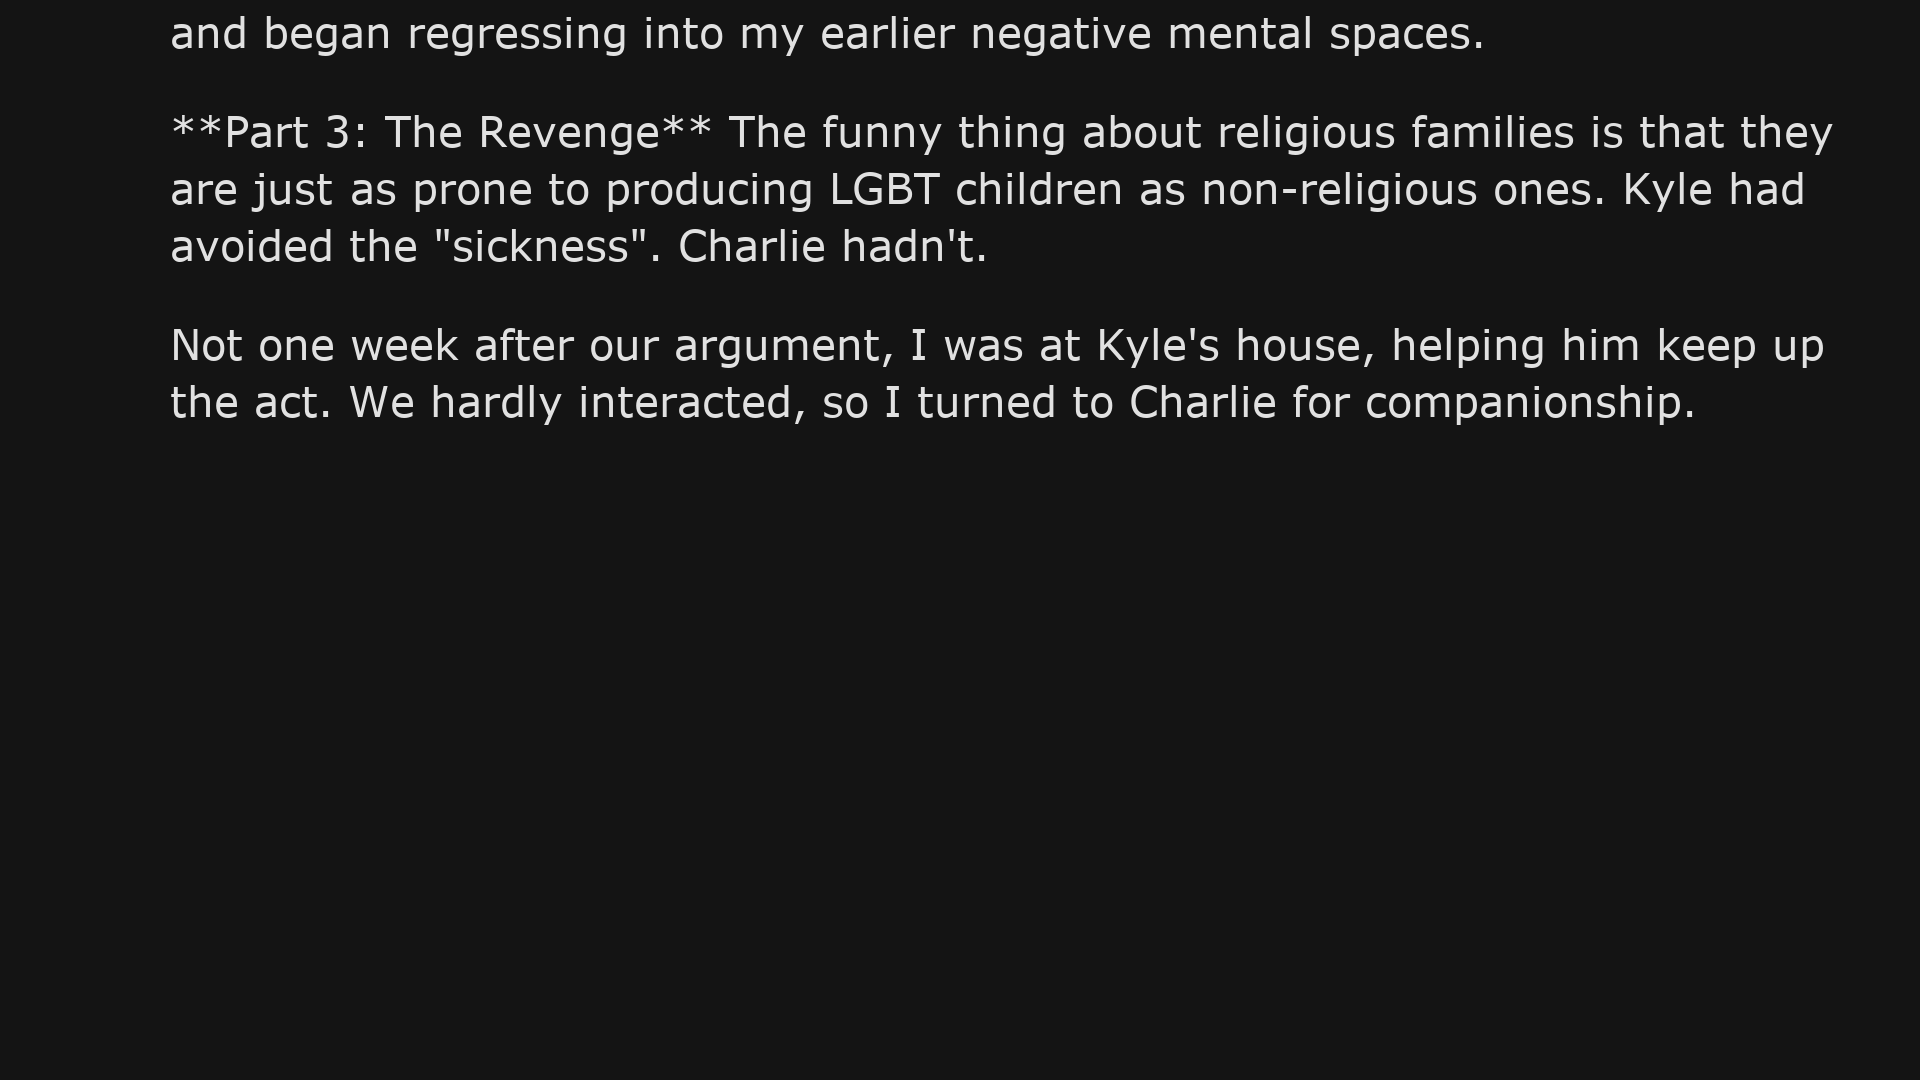 and began regressing into my earlier negative mental spaces.
**Part 3: The Revenge** The funny thing about religious families is that they
are just as prone to producing LGBT children as non-religious ones. Kyle had
avoided the "sickness". Charlie hadn't.
Not one week after our argument, I was at Kyle's house, helping him keep up
the act. We hardly interacted, so I turned to Charlie for companionship.